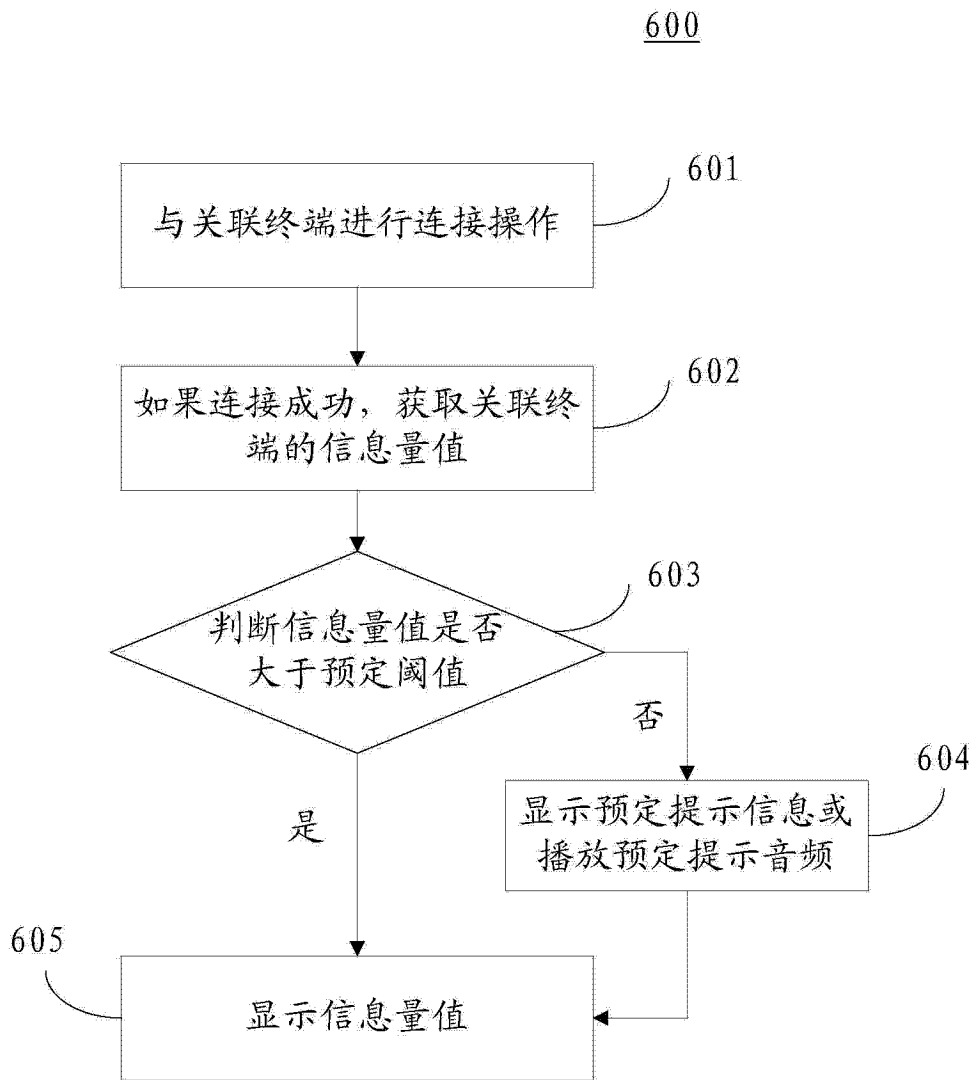 600
601
与关联终端进行连接操作
602
如果连接成功，获取关联终
端的信息量值
603
判断信息量值是否
大于预定阈值
否
604
显示预定提示信息或
播放预定提示音频
是
605
显示信息量值